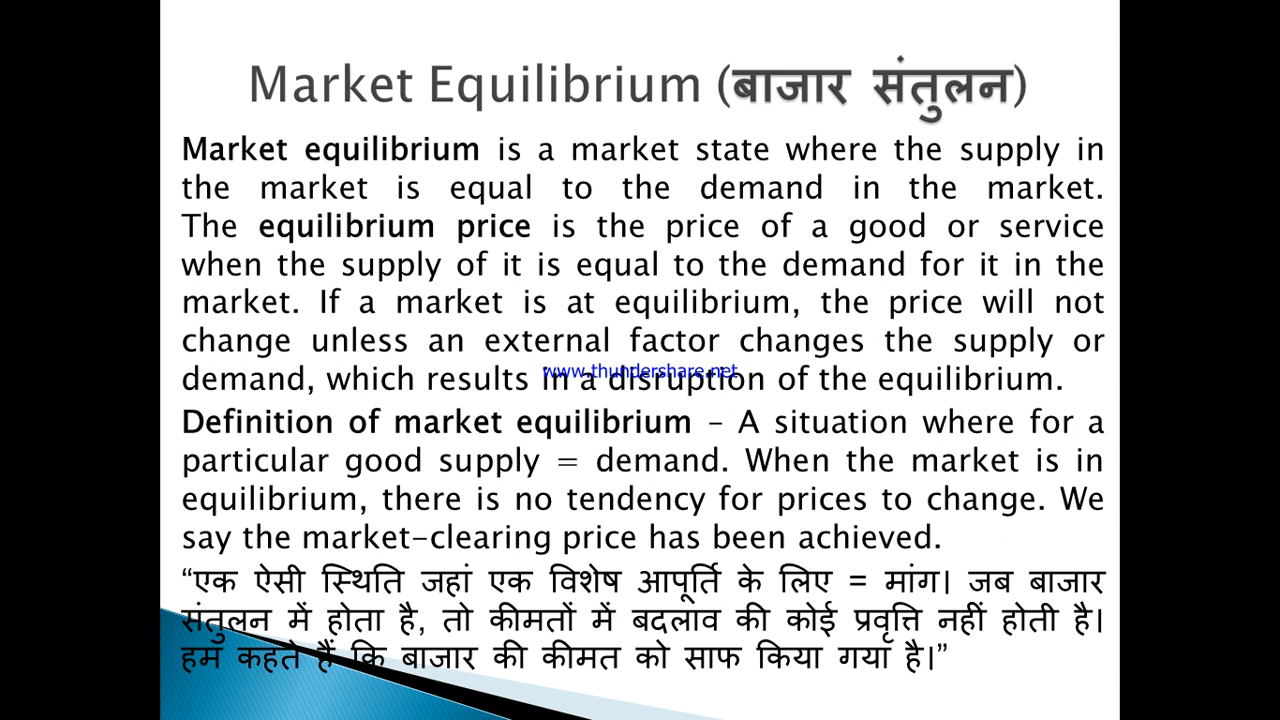 Market Equilibrium (बाजार संतुलन)
Market equilibrium is a market state where the supply in
the market is equal to the demand in the market.
The equilibrium price is the price of a good or service
when the supply of it is equal to the demand for it in the
market. If a market is at equilibrium, the price will not
change unless an external factor changes the supply or
www.thundershare.net
demand, which results in a disruption of the equilibrium.
Definition of market equilibrium – A situation where for a
particular good supply = demand. When the market is in
equilibrium, there is no tendency for prices to change. We
say the market-clearing price has been achieved.
“एक ऐसी स्थिति जहां एक विशेष आपूर्ति के लिए = मांग। जब बाजार
संतुलन में होता है, तो कीमतों में बदलाव की कोई प्रवृत्ति नहीं होती है।
हम कहते हैं कि बाजार की कीमत को साफ किया गया है।”